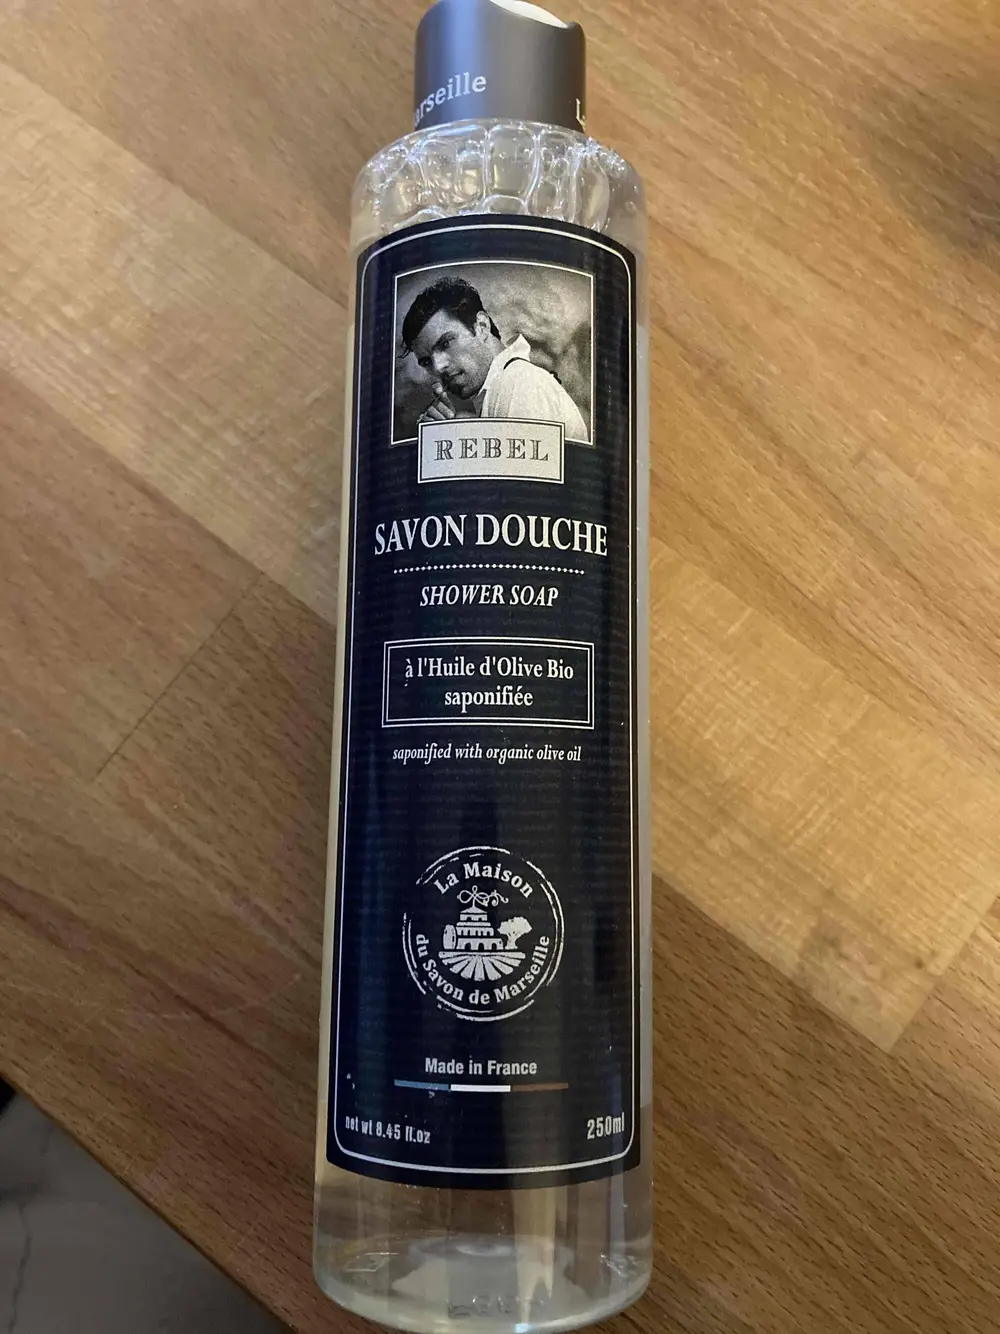 REBEL
SAVON DOUCHE
SHOWER SOAP
à l'Huile d'Olive Bio
saponifiée
saponified with organic olive oil
La Maison
du Savon de Marseille
Made in France
net wt 8.45 fl.oz
250ml